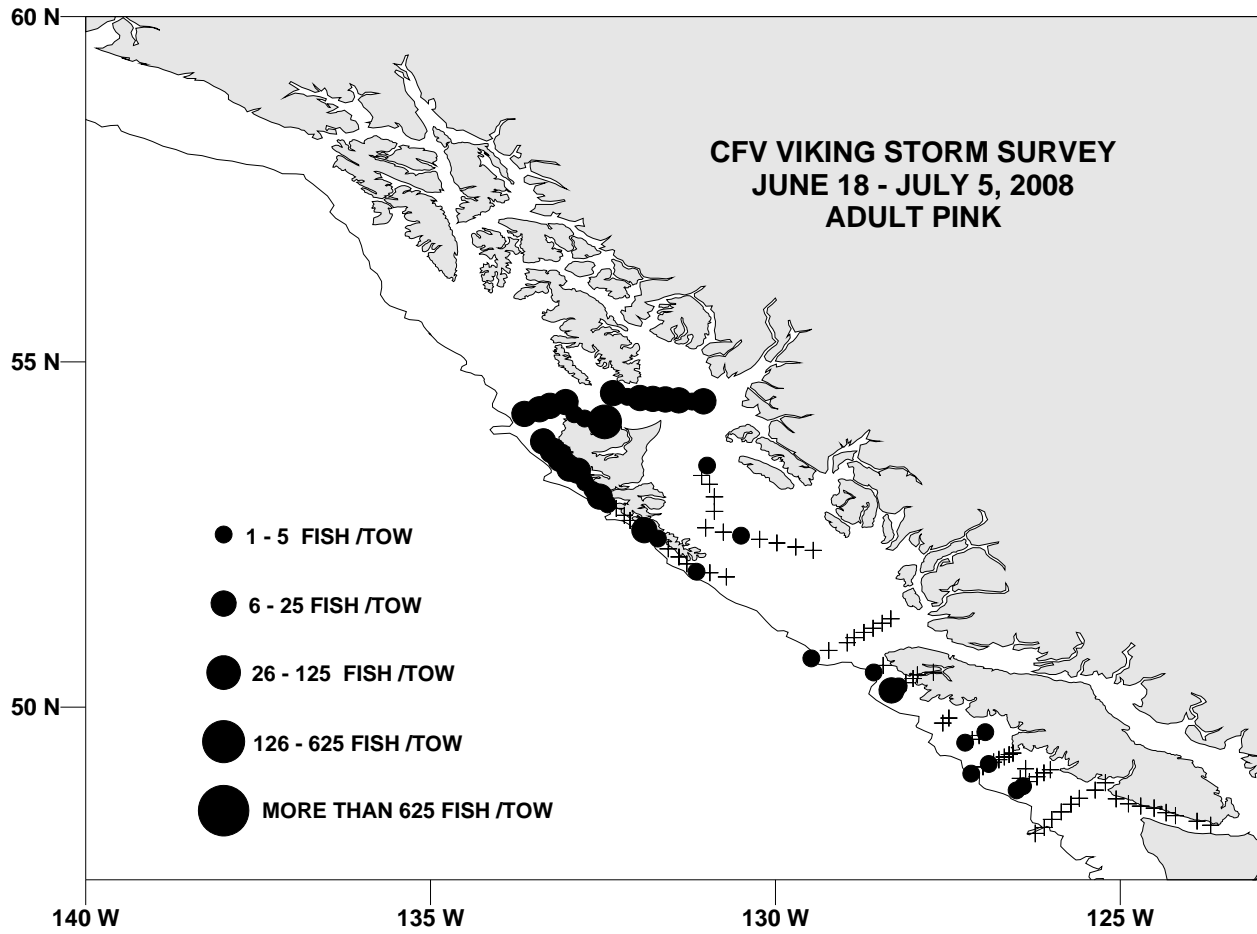 60 N
CFV VIKING STORM SURVEY
JUNE 18 - JULY 5, 2008
ADULT PINK
55 N
1 - 5 FISH /TOW
6 - 25 FISH /TOW
26 - 125 FISH /TOW
50 N
126 - 625 FISH /TOW
MORE THAN 625 FISH /TOW
140 W
135 W
130 W
125 W